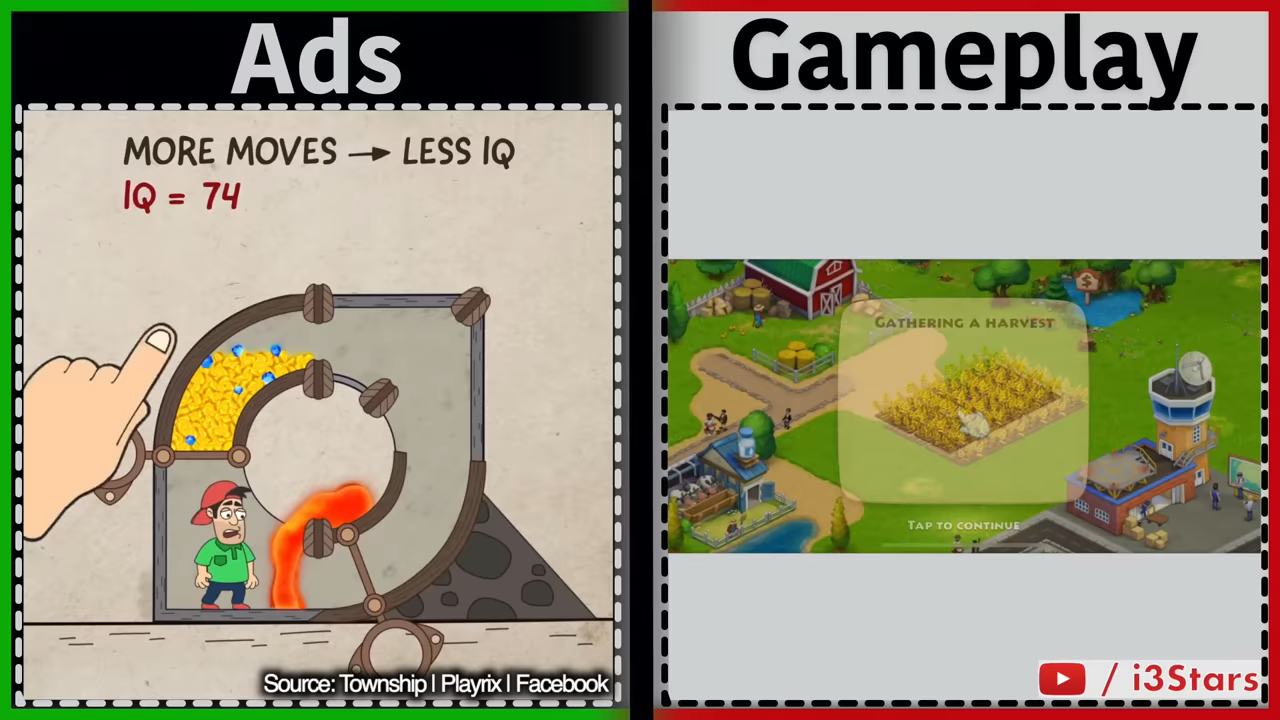 Ads
MORE MOVES → LESS IQ
IQ = 74
Source: Township | Playrix | Facebook
Gameplay
$
GATHERING A HARVEST
TAP TO CONTINUE
/ i3Stars